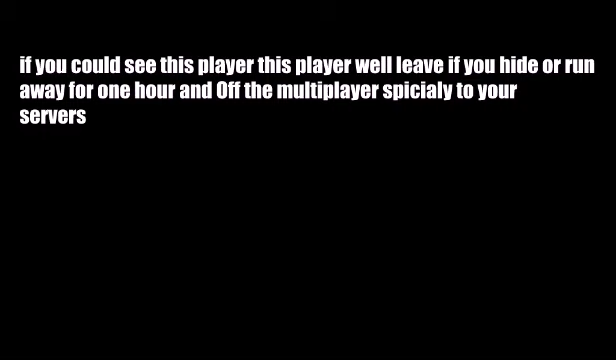 if you could see this player this player well leave if you hide or run
away for one hour and Off the multiplayer spicialy to your
servers